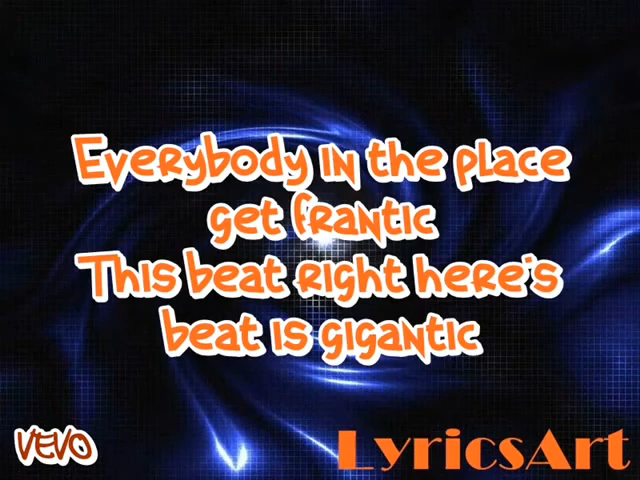 Everybody in the place
get frantic
This beat right here's
beat is gigantic
VEVO
LyricsArt